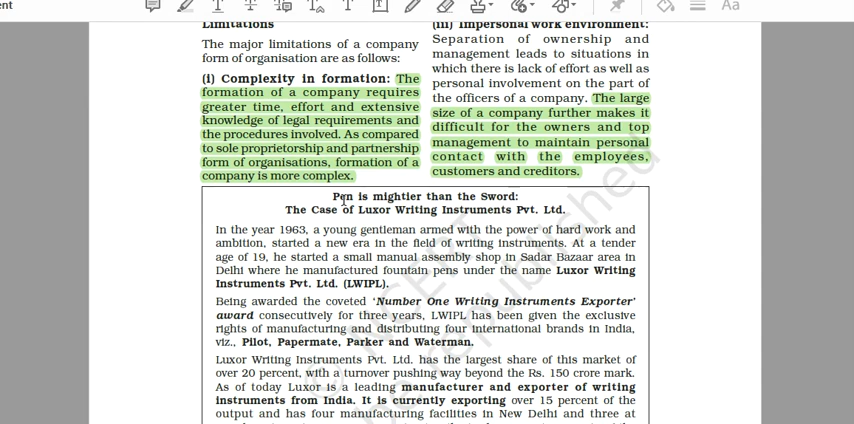 ent
Limitations
The major limitations of a company
form of organisation are as follows:
(i) Complexity in formation: The
formation of a company requires
greater time, effort and extensive
knowledge of legal requirements and
the procedures involved. As compared
to sole proprietorship and partnership
form of organisations, formation of a
company is more complex.
(iii) Impersonal work environment:
Separation of ownership and
management leads to situations in
which there is lack of effort as well as
personal involvement on the part of
the officers of a company. The large
size of a company further makes it
difficult for the owners and top
management to maintain personal
contact with the employees,
customers and creditors.
Pen is mightier than the Sword:
The Case of Luxor Writing Instruments Pvt. Ltd.
In the year 1963, a young gentleman armed with the power of hard work and
ambition, started a new era in the field of writing instruments. At a tender
age of 19, he started a small manual assembly shop in Sadar Bazaar area in
Delhi where he manufactured fountain pens under the name Luxor Writing
Instruments Pvt. Ltd. (LWIPL).
Being awarded the coveted ‘Number One Writing Instruments Exporter’
award consecutively for three years, LWIPL has been given the exclusive
rights of manufacturing and distributing four international brands in India,
viz., Pilot, Papermate, Parker and Waterman.
Luxor Writing Instruments Pvt. Ltd. has the largest share of this market of
over 20 percent, with a turnover pushing way beyond the Rs. 150 crore mark.
As of today Luxor is a leading manufacturer and exporter of writing
instruments from India. It is currently exporting over 15 percent of the
output and has four manufacturing facilities in New Delhi and three at
© NCERT
be republished
Aa